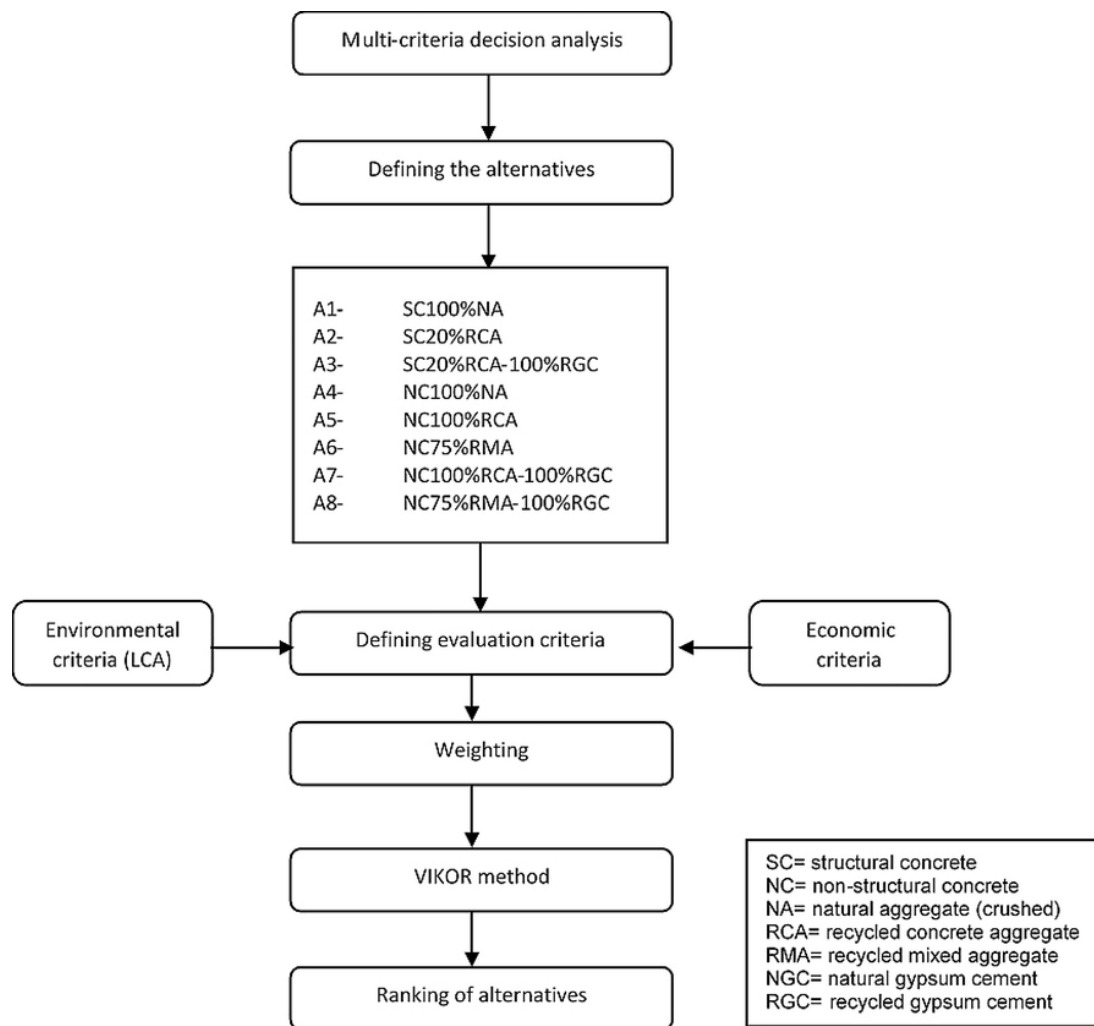 Multi-criteria decision analysis
Defining the alternatives
A1- SC100%NA
A2- SC20%RCA
A3- SC20%RCA-100%RGC
A4- NC100%NA
A5- NC100%RCA
A6- NC75%RMA
A7- NC100%RCA-100%RGC
A8- NC75%RMA-100%RGC
Environmental
criteria (LCA)
Defining evaluation criteria
Economic
criteria
Weighting
VIKOR method
Ranking of alternatives
SC= structural concrete
NC= non-structural concrete
NA= natural aggregate (crushed)
RCA= recycled concrete aggregate
RMA= recycled mixed aggregate
NGC= natural gypsum cement
RGC= recycled gypsum cement